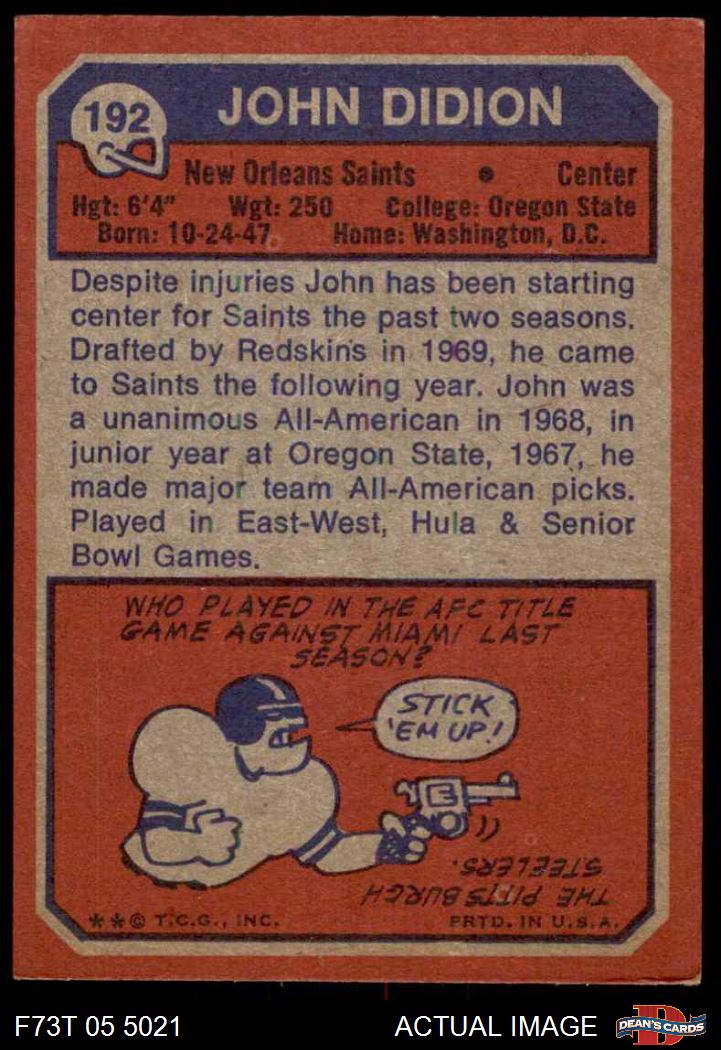 192
JOHN DIDION
New Orleans Saints • Center
Hgt: 6'4" Wgt: 250 College: Oregon State
Born: 10-24-47 Home: Washington, D.C.
Despite injuries John has been starting
center for Saints the past two seasons.
Drafted by Redskins in 1969, he came
to Saints the following year. John was
a unanimous All-American in 1968, in
junior year at Oregon State, 1967, he
made major team All-American picks.
Played in East-West, Hula & Senior
Bowl Games.
WHO PLAYED IN THE AFC TITLE
GAME AGAINST MIAMI LAST
SEASON?
STICK
'EM UP!
THE PITTSBURGH
STEELERS.
**© T.C.G., INC. PRTD. IN U.S.A.
F73T 05 5021 ACTUAL IMAGE
D
DEAN'S CARDS